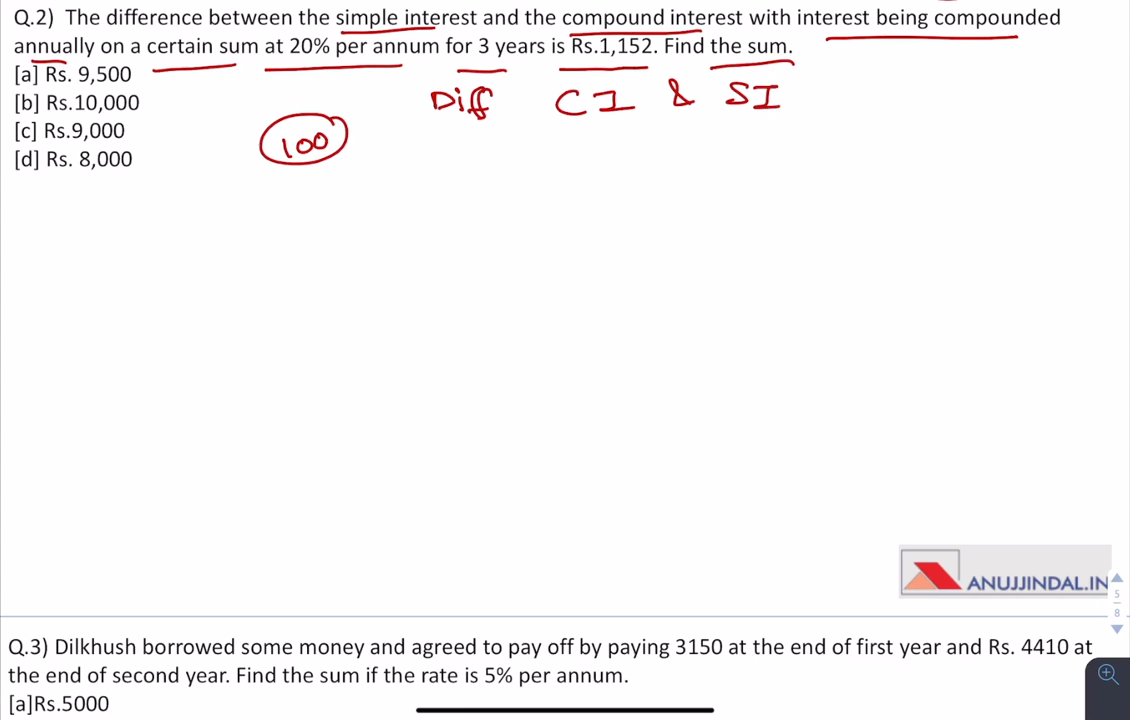 Q.2) The difference between the simple interest and the compound interest with interest being compounded
annually on a certain sum at 20% per annum for 3 years is Rs.1,152. Find the sum.
[a] Rs. 9,500
[b] Rs.10,000
[c] Rs.9,000
[d] Rs. 8,000
Diff CI & SI
100
ANUJJINDAL.IN
5
8
Q.3) Dilkhush borrowed some money and agreed to pay off by paying 3150 at the end of first year and Rs. 4410 at
the end of second year. Find the sum if the rate is 5% per annum.
[a]Rs.5000